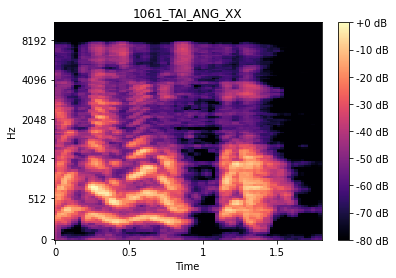 1061_TAI_ANG_XX
+0 dB
8192
-10 dB
4096
-20 dB
-30 dB
2048
Hz
-40 dB
1024
-50 dB
512
-60 dB
-70 dB
0
-80 dB
0
0.5
1
1.5
Time